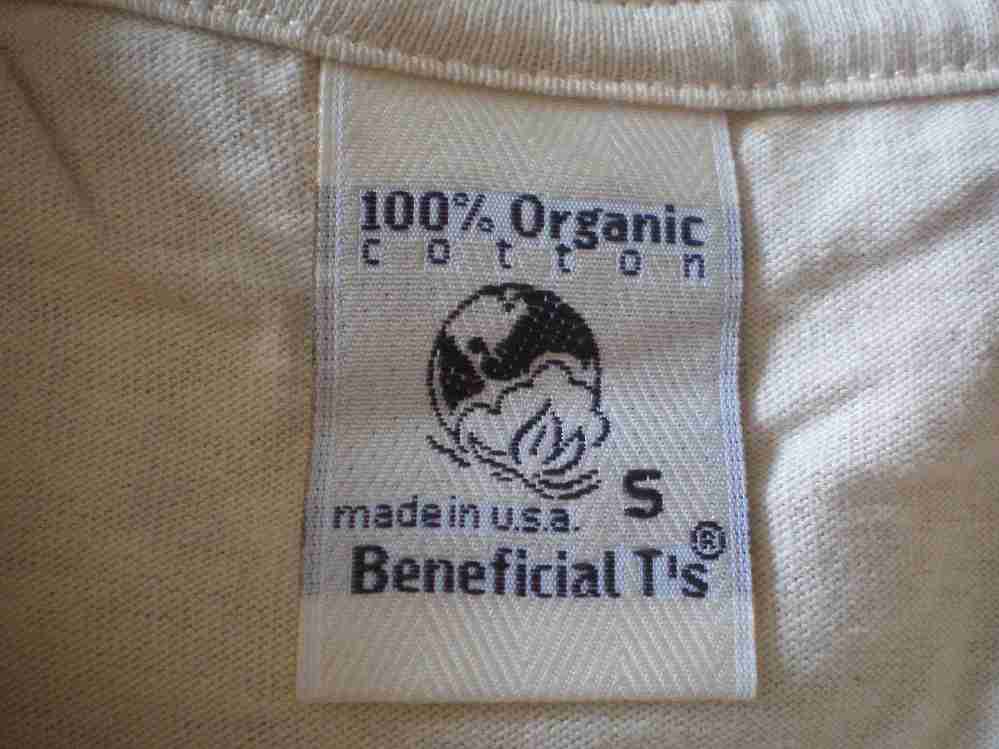 100% Organic
cotton
S
made in u.s.a.
Beneficial T's®